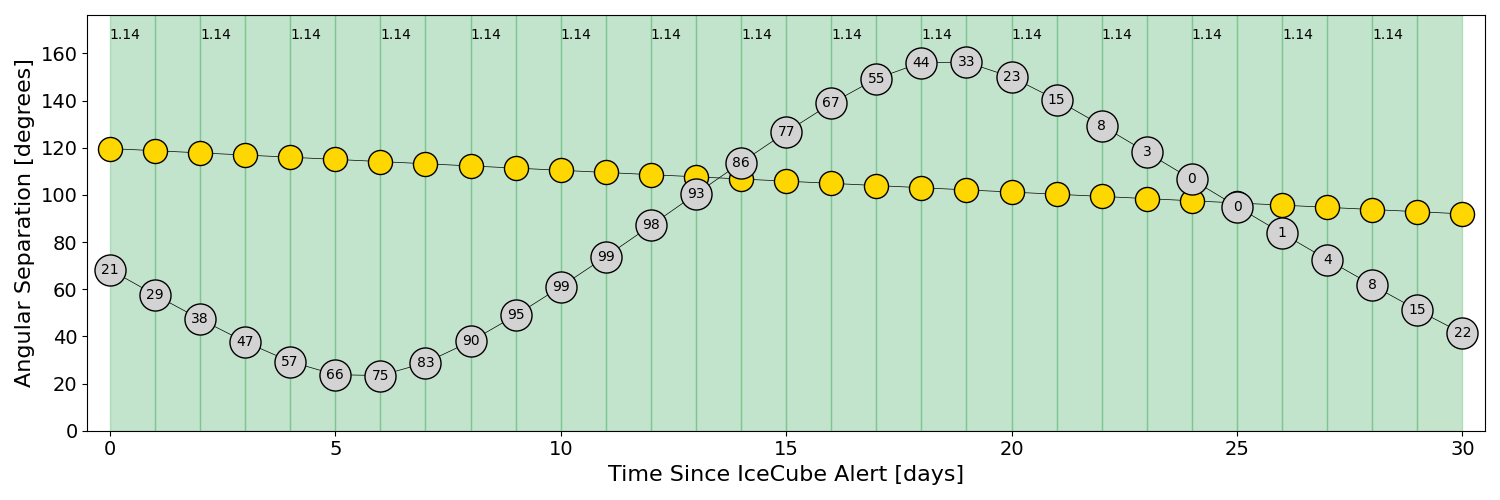 1.14 1.14 1.14 1.14 1.14 1.14 1.14 1.14 1.14 1.14 1.14 1.14 1.14 1.14 1.14
160
140
120
100
80
60
40
20
0
Angular Separation [degrees]
21 29 38 47 57 66 75 83 90 95 99 99 98 93 86 77 67 55 44 33 23 15 8 3 0 0 1 4 8 15 22
0 5 10 15 20 25 30
Time Since IceCube Alert [days]